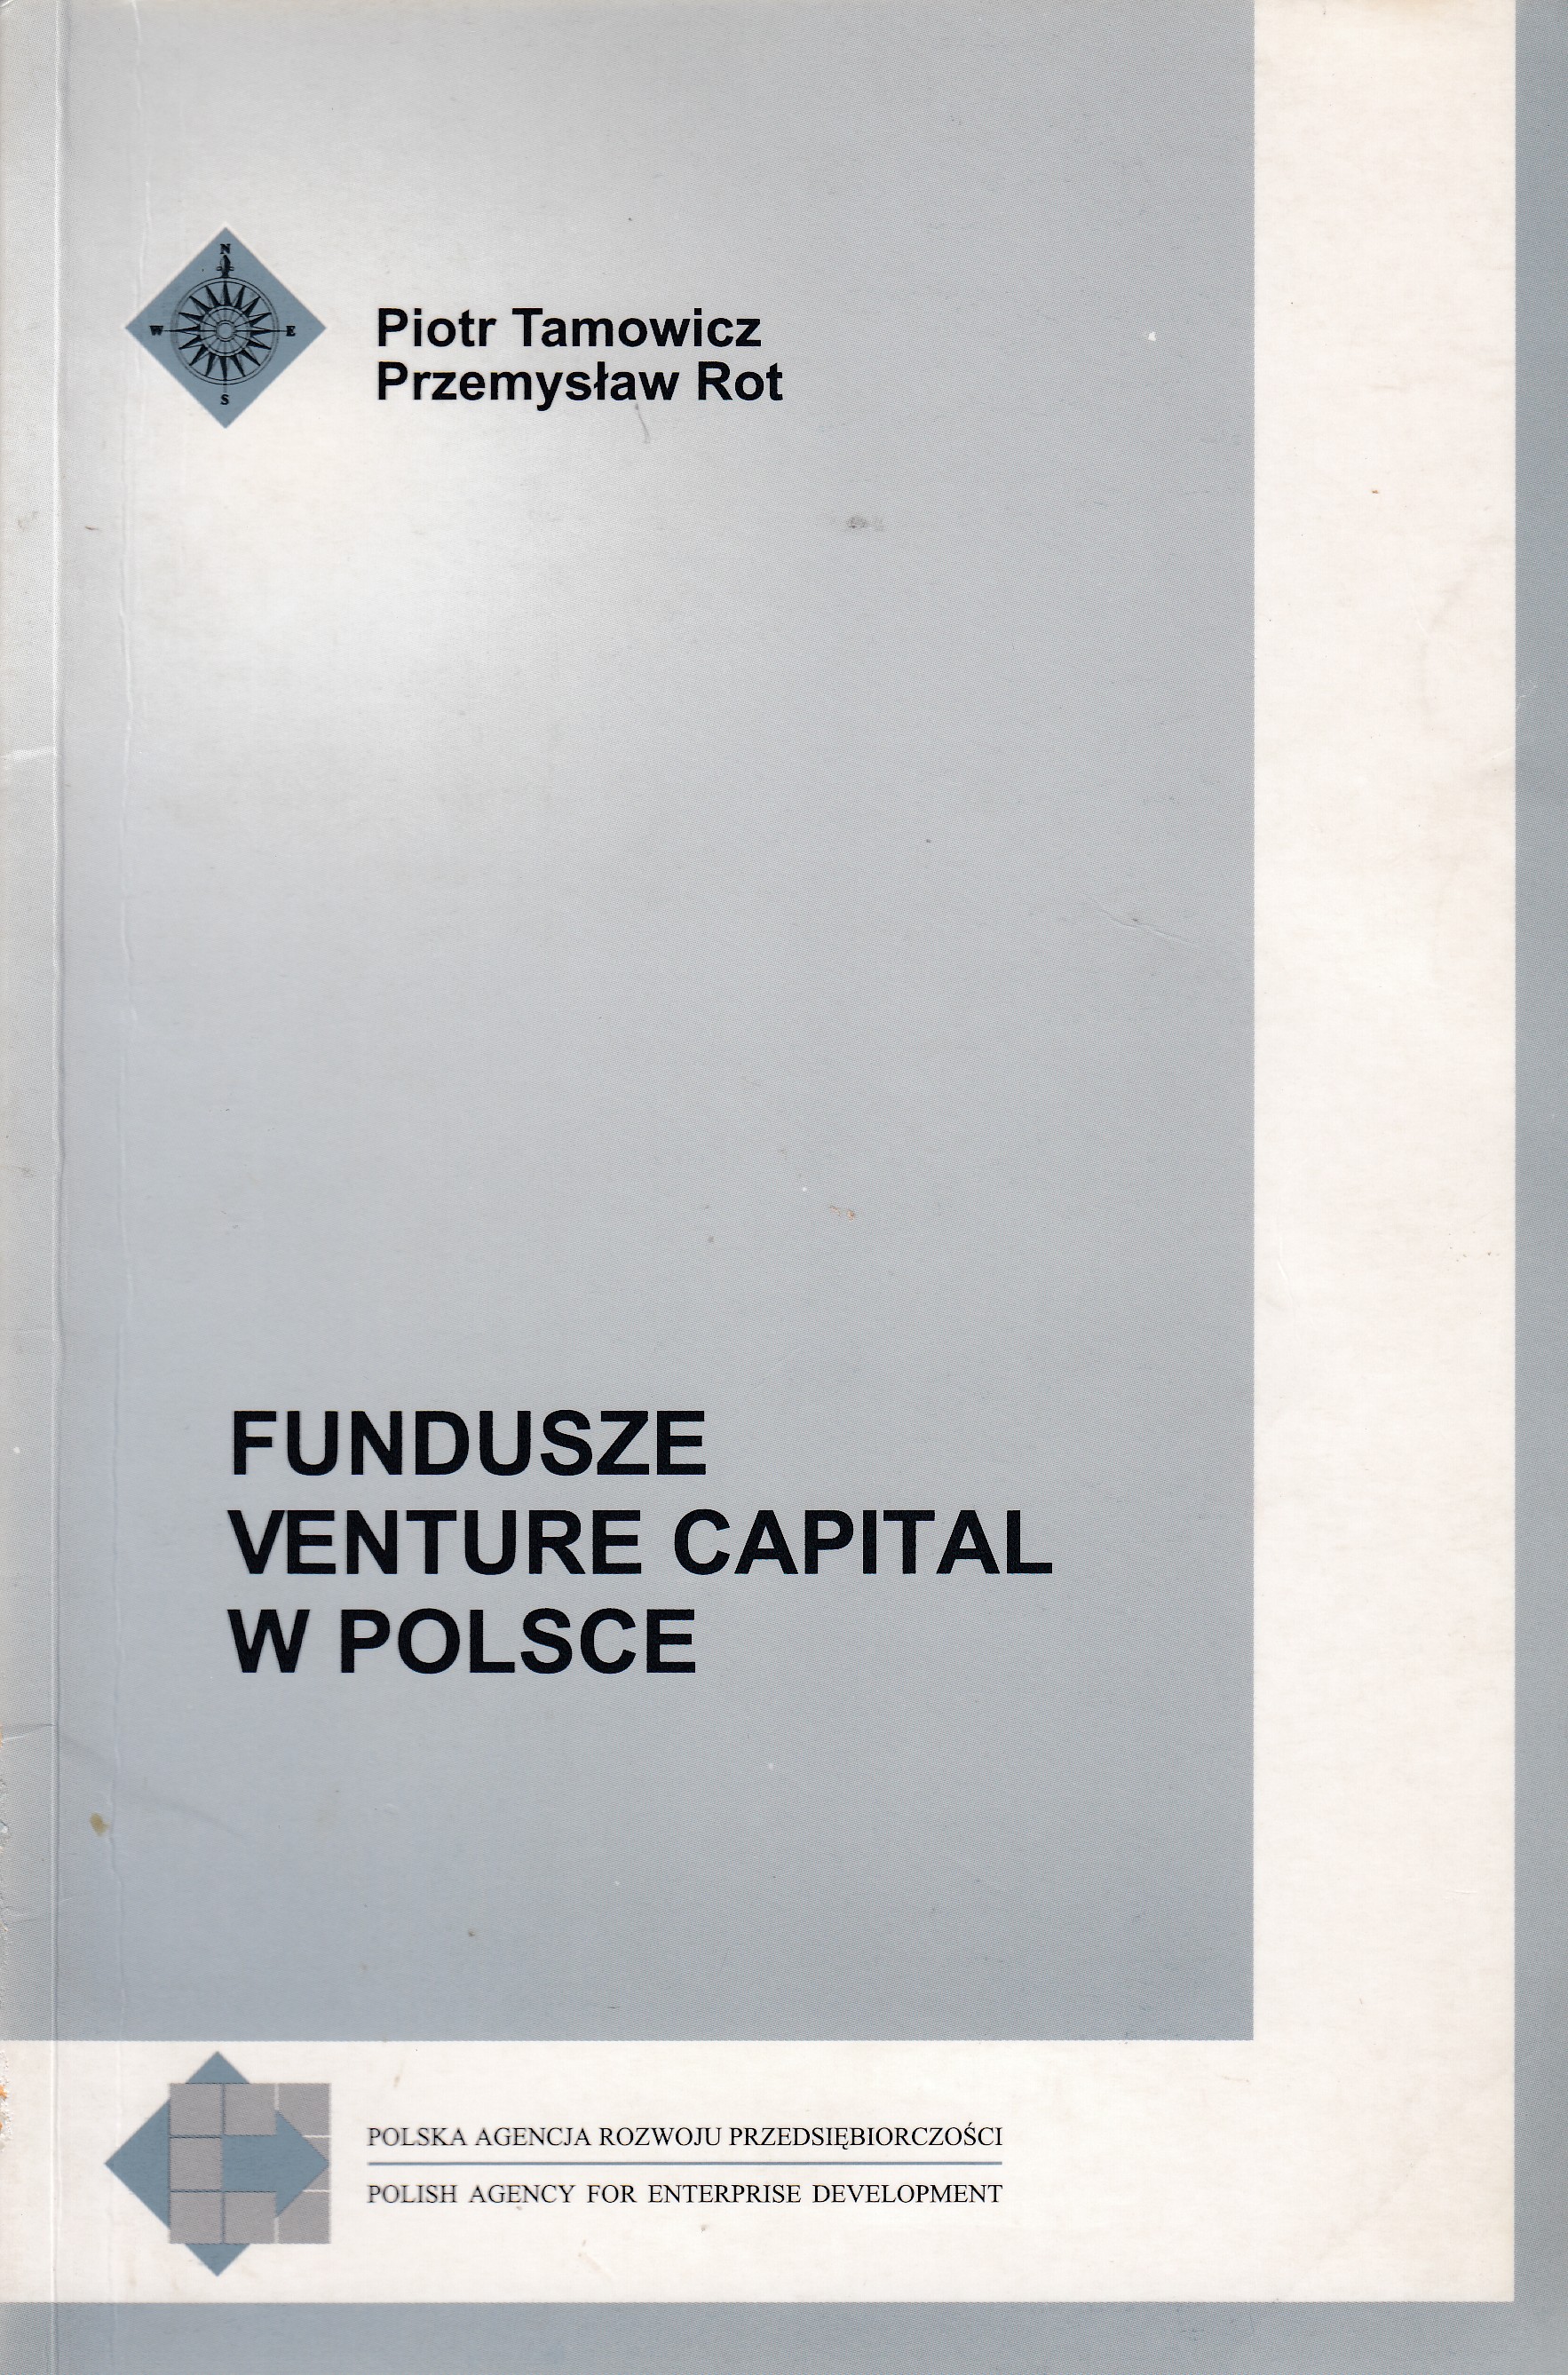 N
W E
S
Piotr Tamowicz
Przemysław Rot
FUNDUSZE
VENTURE CAPITAL
W POLSCE
POLSKA AGENCJA ROZWOJU PRZEDSIĘBIORCZOŚCI
POLISH AGENCY FOR ENTERPRISE DEVELOPMENT